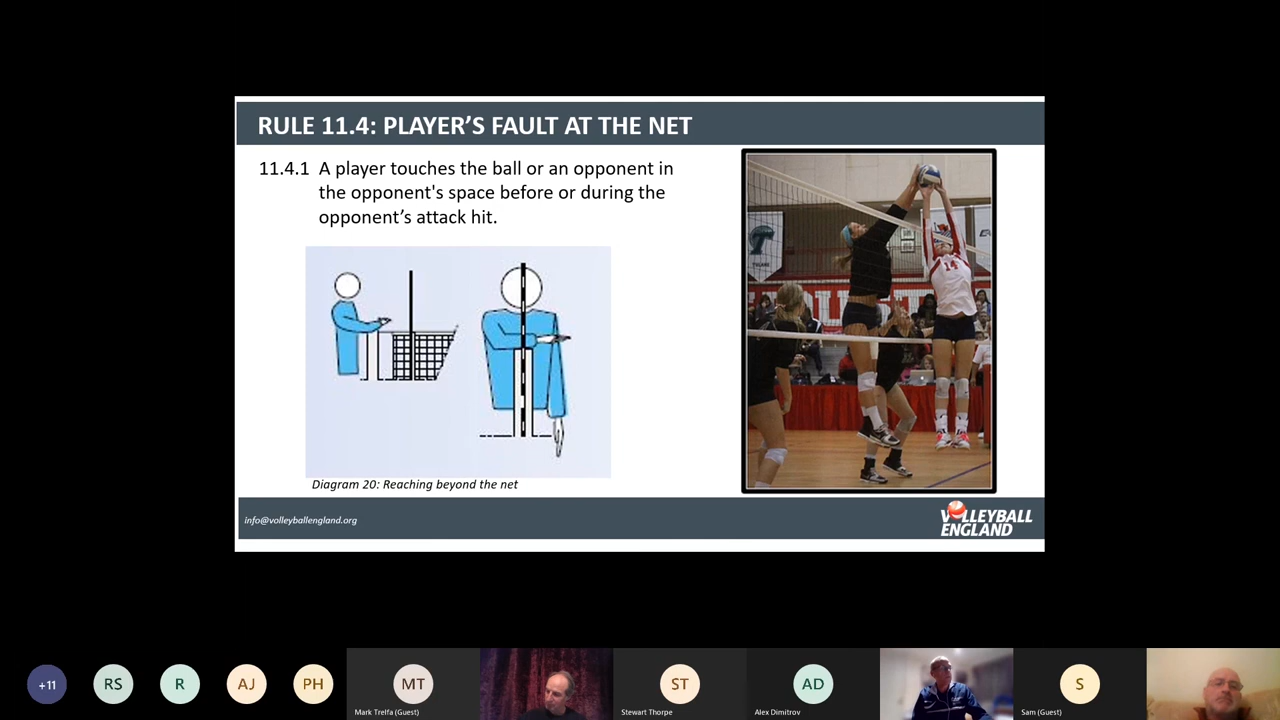 RULE 11.4: PLAYER'S FAULT AT THE NET
11.4.1 A player touches the ball or an opponent in
the opponent's space before or during the
opponent’s attack hit.
14
Diagram 20: Reaching beyond the net
info@volleyballengland.org
VOLLEYBALL
ENGLAND
+11
RS
R
AJ
PH
MT
Mark Trelfa (Guest)
ST
Stewart Thorpe
AD
Alex Dimitrov
S
Sam (Guest)